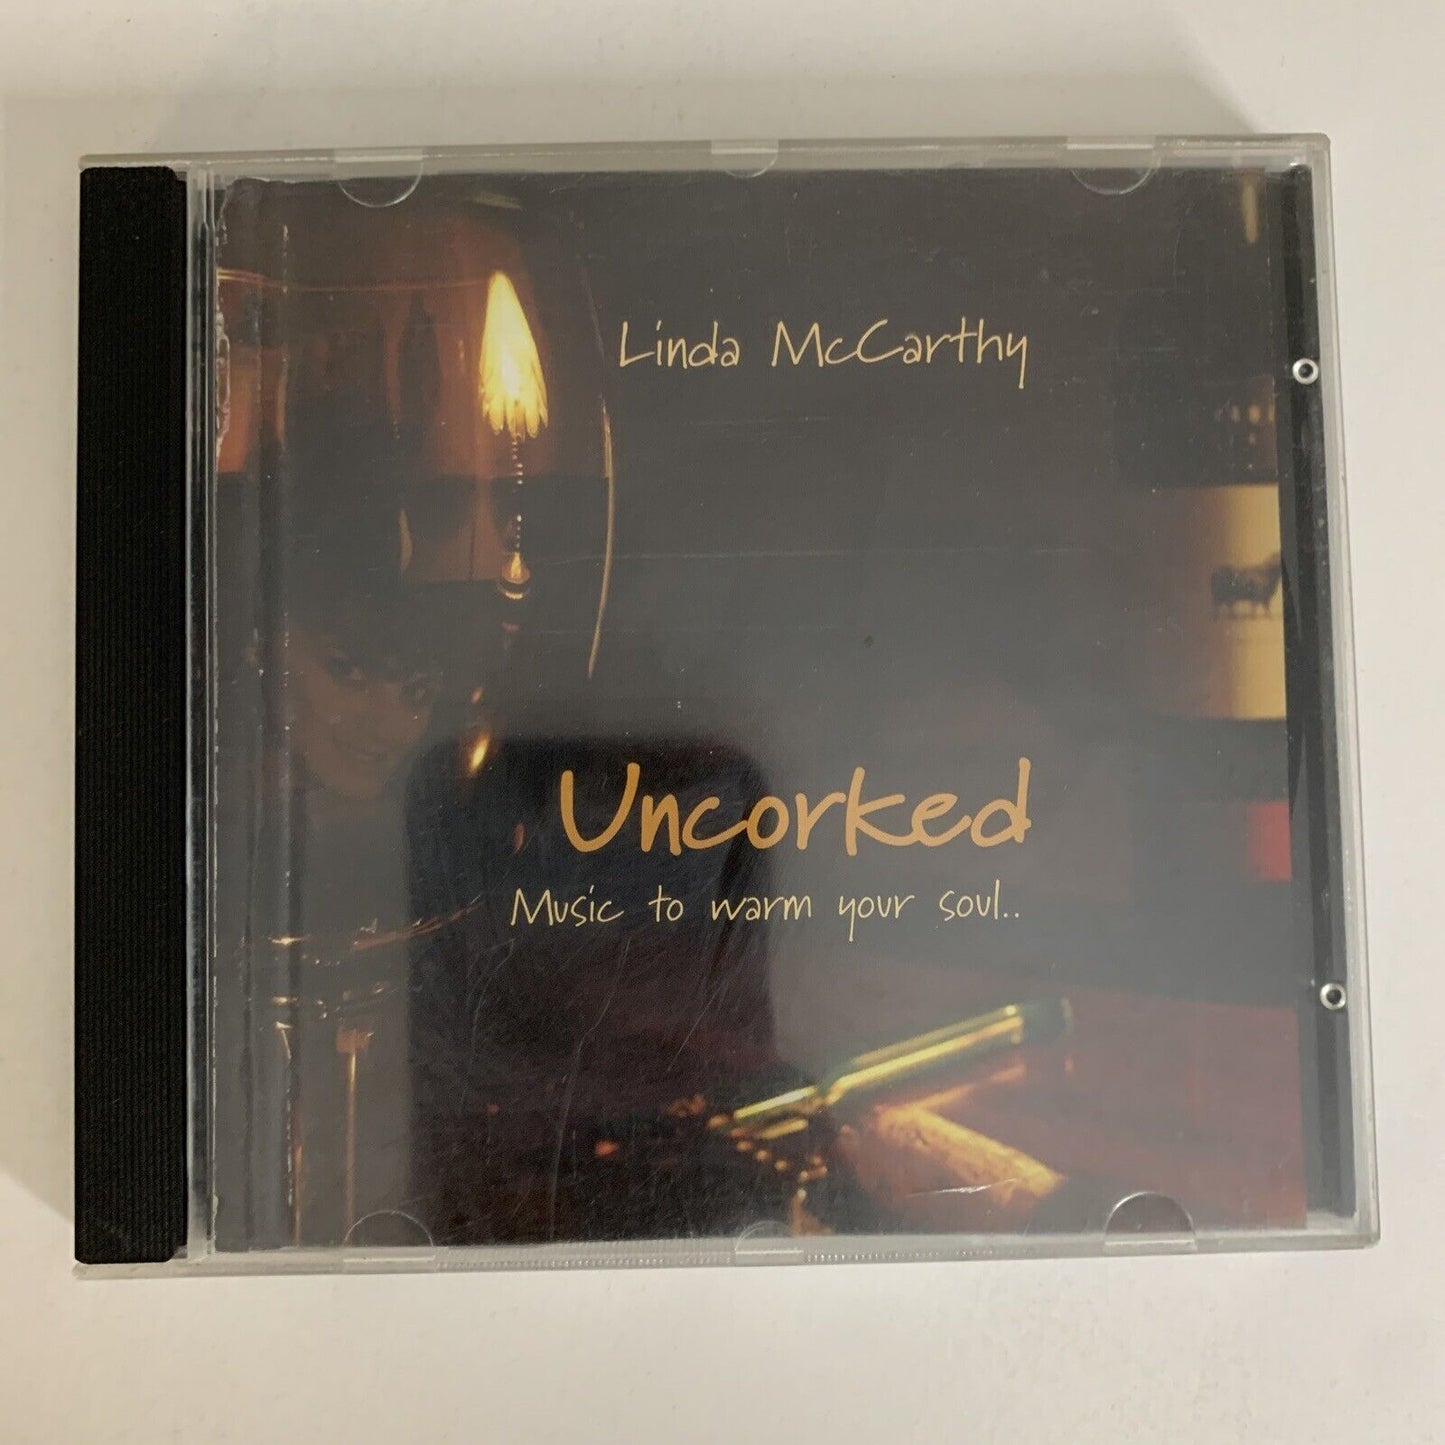 Linda McCarthy
Uncorked
Music to warm your soul..